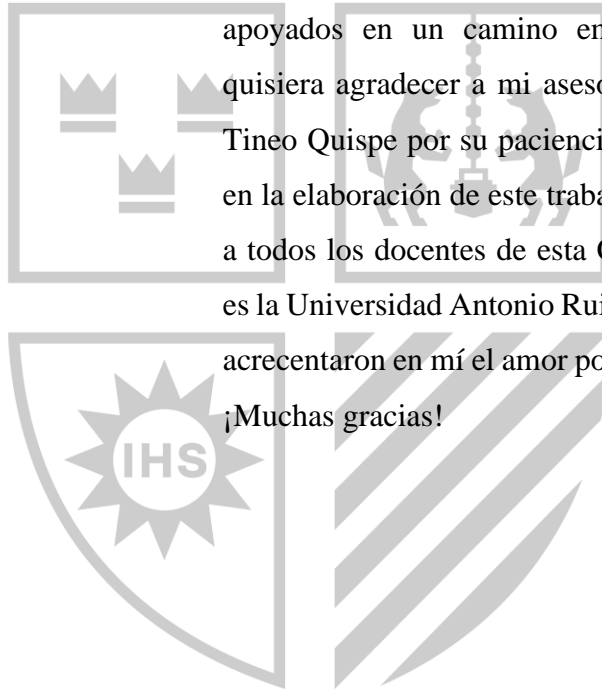 apoyados en un camino en
quisiera agradecer a mi aseso
Tineo Quispe por su pacienci
en la elaboración de este traba
a todos los docentes de esta
es la Universidad Antonio Rui
acrecentaron en mí el amor po
¡Muchas gracias!
IHS